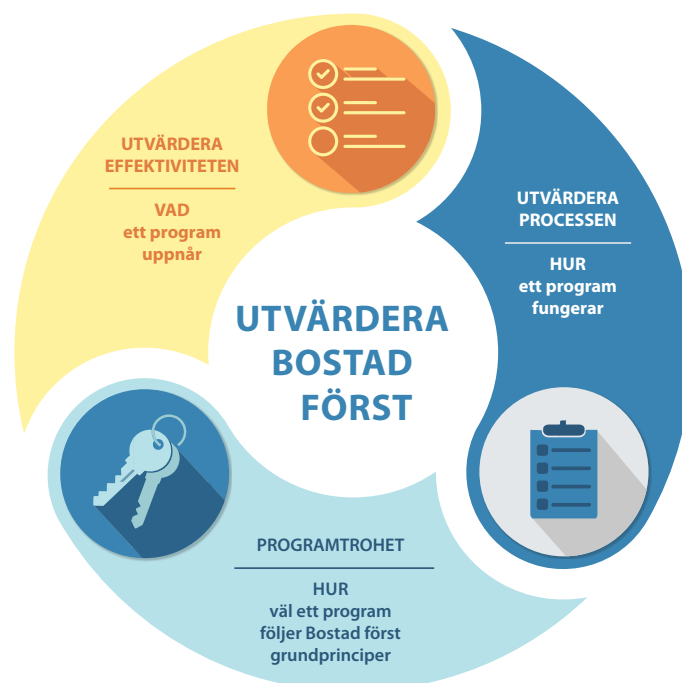 UTVÄRDERA
EFFEKTIVITETEN
VAD
ett program
uppnår
UTVÄRDERA
PROCESSEN
HUR
ett program
fungerar
UTVÄRDERA
BOSTAD
FÖRST
PROGRAMTROHET
HUR
väl ett program
följer Bostad först
grundprinciper